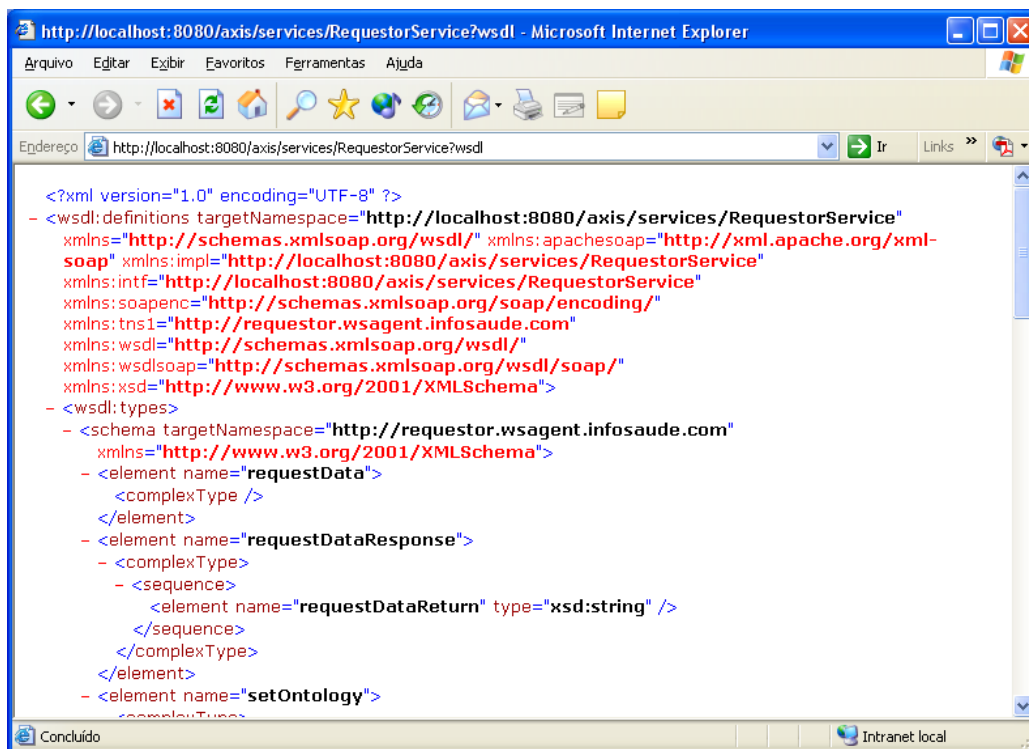 http://localhost:8080/axis/services/RequestorService?wsdl - Microsoft Internet Explorer
Arquivo Editar Exibir Favoritos Ferramentas Ajuda
Endereço http://localhost:8080/axis/services/RequestorService?wsdl Ir Links »
<?xml version="1.0" encoding="UTF-8" ?>
- <wsdl:definitions targetNamespace="http://localhost:8080/axis/services/RequestorService"
xmlns="http://schemas.xmlsoap.org/wsdl/" xmlns:apachesoap="http://xml.apache.org/xml-
soap" xmlns:impl="http://localhost:8080/axis/services/RequestorService"
xmlns:intf="http://localhost:8080/axis/services/RequestorService"
xmlns:soapenc="http://schemas.xmlsoap.org/soap/encoding/"
xmlns:tns1="http://requestor.wsagent.infosaude.com"
xmlns:wsdl="http://schemas.xmlsoap.org/wsdl/"
xmlns:wsdlsoap="http://schemas.xmlsoap.org/wsdl/soap/"
xmlns:xsd="http://www.w3.org/2001/XMLSchema">
- <wsdl:types>
- <schema targetNamespace="http://requestor.wsagent.infosaude.com"
xmlns="http://www.w3.org/2001/XMLSchema">
- <element name="requestData">
<complexType />
</element>
- <element name="requestDataResponse">
- <complexType>
- <sequence>
<element name="requestDataReturn" type="xsd:string" />
</sequence>
</complexType>
</element>
- <element name="setOntology">
<complexType>
Concluído Intranet local